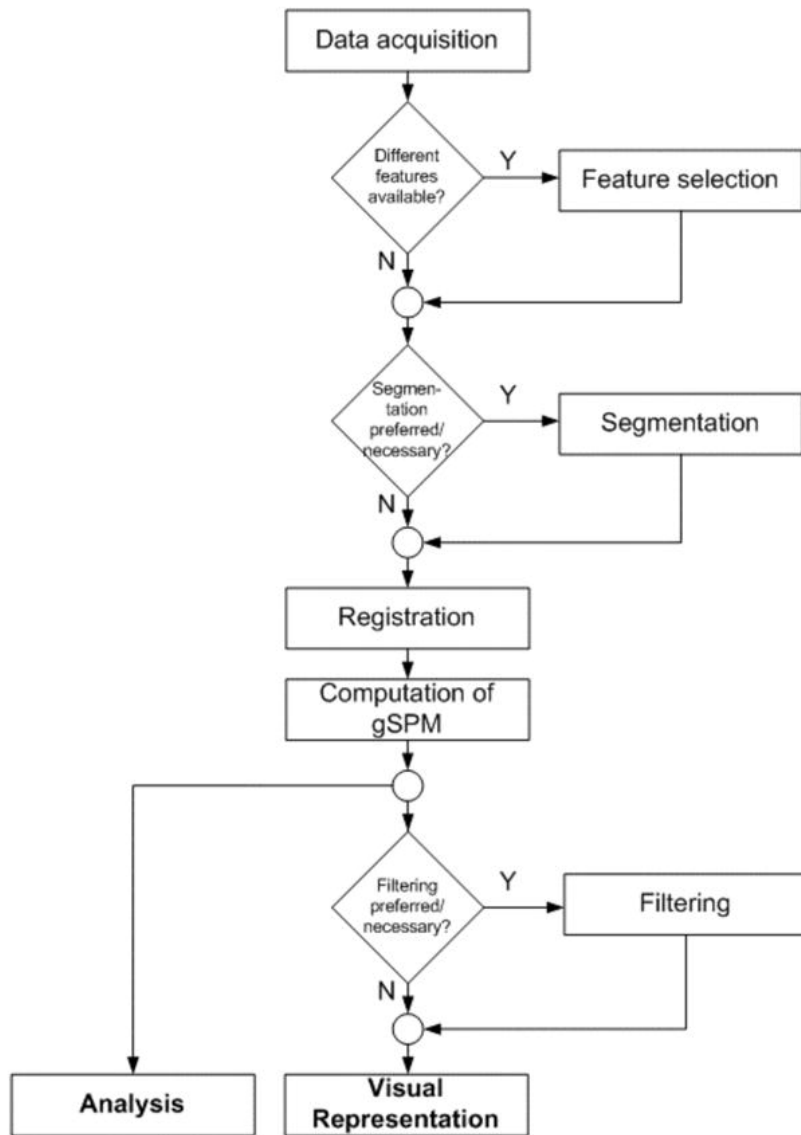 Data acquisition
Different
features
available?
Y
Feature selection
N
Segmen-
tation
preferred/
necessary?
Y
Segmentation
N
Registration
Computation of
gSPM
Filtering
preferred/
necessary?
Y
Filtering
N
Analysis
Visual
Representation